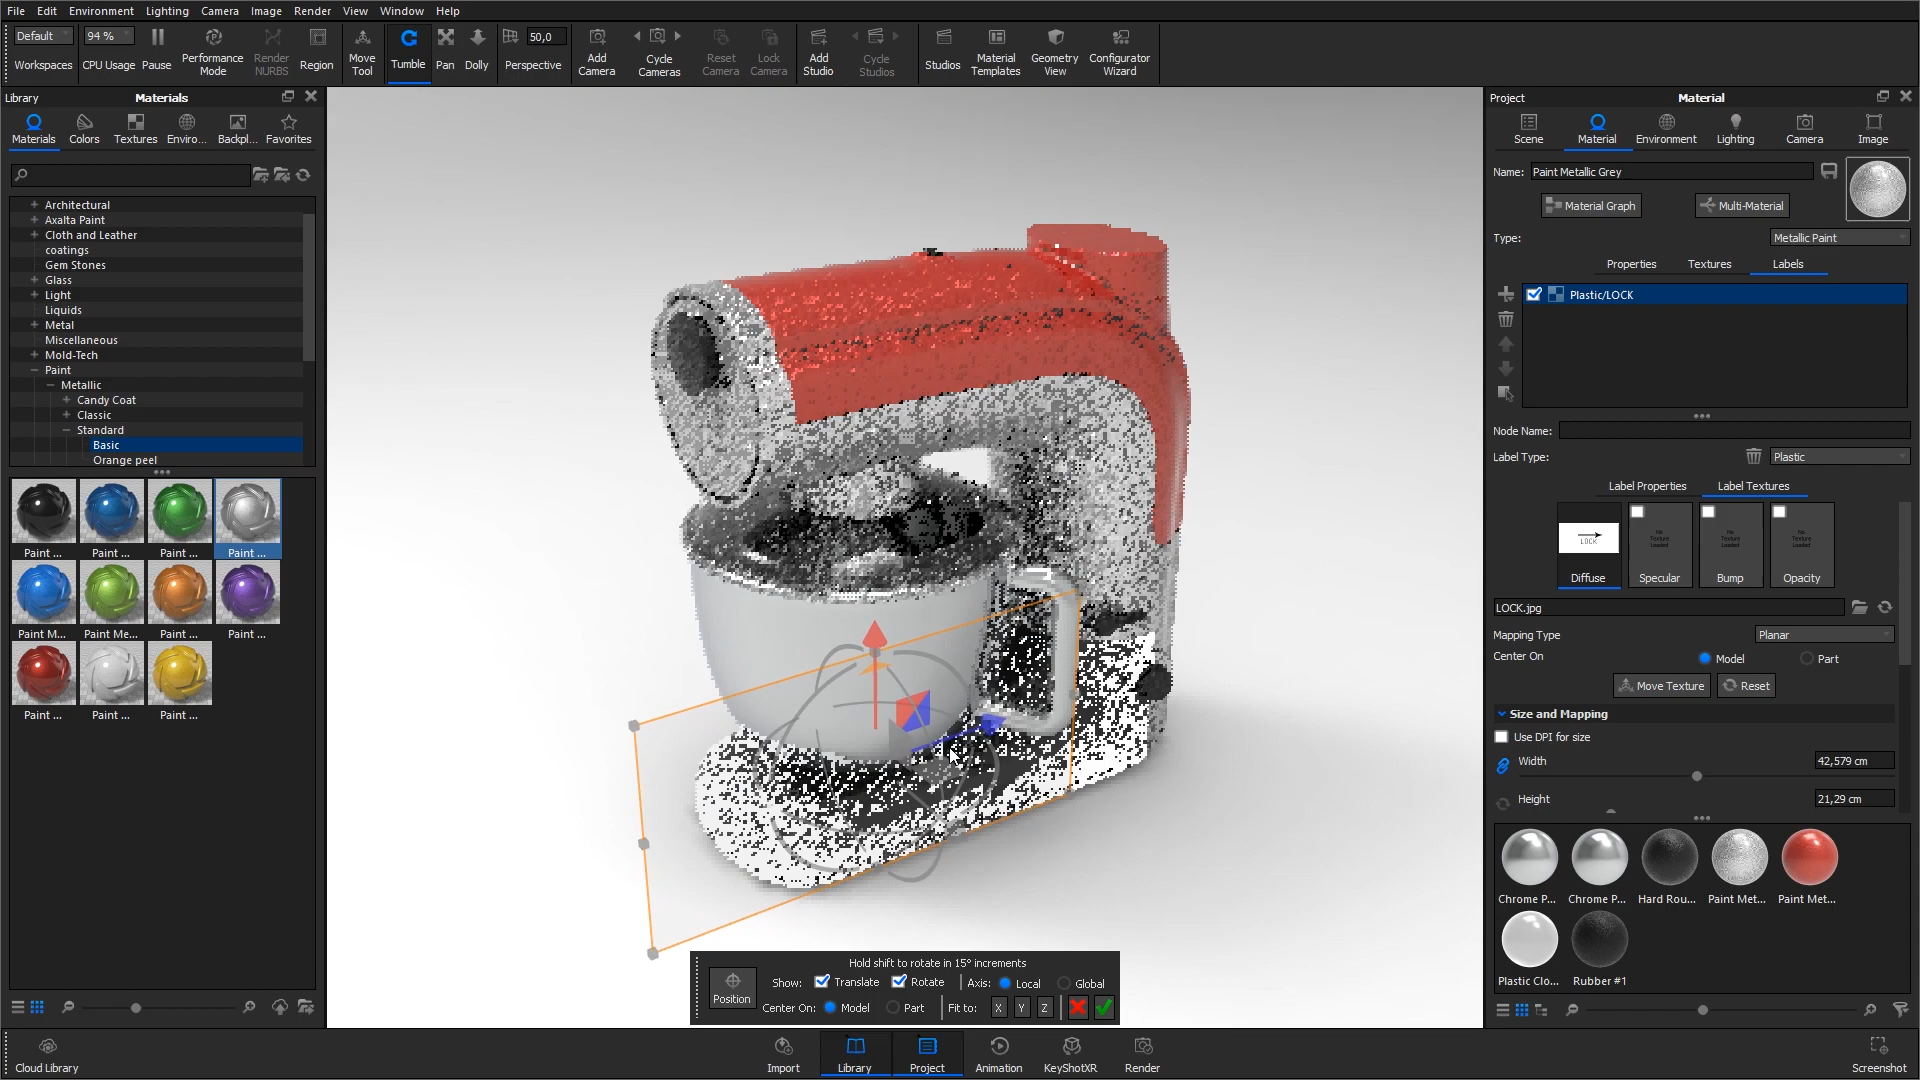 File Edit Environment Lighting Camera Image Render View Window Help
Default 94 % 50,0
Workspaces CPU Usage Pause Performance Mode Render NURBS Region Move Tool Tumble Pan Dolly Perspective Add Camera Cycle Cameras Reset Camera Lock Camera Add Studio Cycle Studios Studios Material Templates Geometry View Configurator Wizard
Library Materials
Materials Colors Textures Enviro... Backpl... Favorites
Architectural
Axalta Paint
Cloth and Leather
coatings
Gem Stones
Glass
Light
Liquids
Metal
Miscellaneous
Mold-Tech
Paint
Metallic
Candy Coat
Classic
Standard
Basic
Orange peel
Paint ... Paint ... Paint ... Paint ...
Paint M... Paint Me... Paint ... Paint ...
Paint ... Paint ... Paint ...
Cloud Library
Hold shift to rotate in 15° increments
Position
Show: Translate Rotate Axis: Local Global
Center On: Model Part Fit to: X Y Z
Import Library Project Animation KeyShotXR Render
Project Material
Scene Material Environment Lighting Camera Image
Name: Paint Metallic Grey
Material Graph Multi-Material
Type: Metallic Paint
Properties Textures Labels
Plastic/LOCK
Node Name:
Label Type: Plastic
Label Properties Label Textures
LOCK
No Texture Loaded No Texture Loaded No Texture Loaded
Diffuse Specular Bump Opacity
LOCK.jpg
Mapping Type Planar
Center On Model Part
Move Texture Reset
Size and Mapping
Use DPI for size
Width 42,579 cm
Height 21,29 cm
Chrome P... Chrome P... Hard Rou... Paint Met... Paint Met...
Plastic Clo... Rubber #1
Screenshot